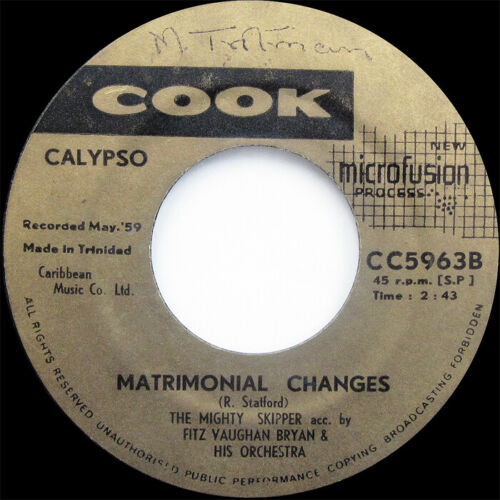 COOK
CALYPSO
NEW
microfusion
PROCESS
Recorded May.'59
Made in Trinidad
Caribbean
Music Co. Ltd.
CC5963B
45 r.p.m. [S.P]
Time : 2 : 43
MATRIMONIAL CHANGES
(R. Statford)
THE MIGHTY SKIPPER acc. by
FITZ VAUGHAN BRYAN &
HIS ORCHESTRA
ALL RIGHTS RESERVED UNAUTHORISED PUBLIC PERFORMANCE COPYING BROADCASTING FORBIDDEN